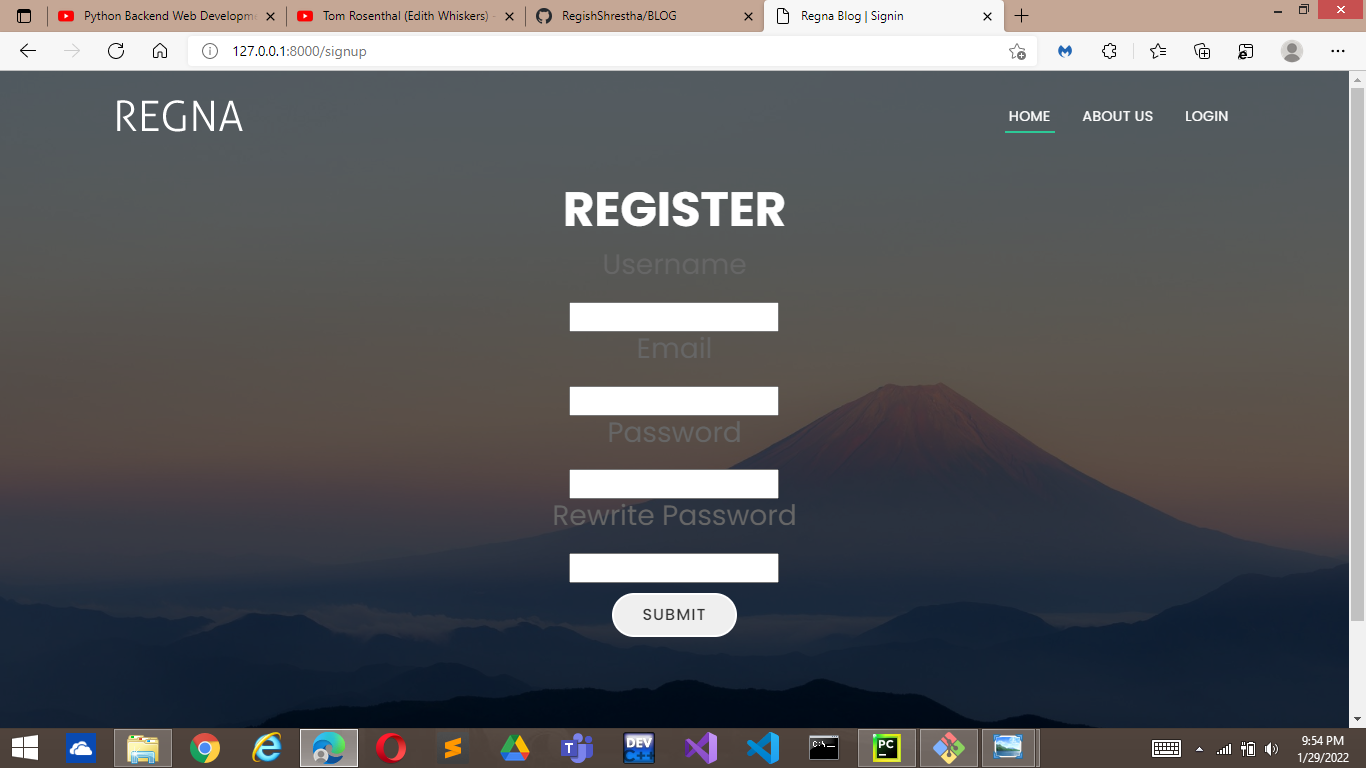 Python Backend Web Developme
Tom Rosenthal (Edith Whiskers) -
RegishShrestha/BLOG
Regna Blog | Signin
127.0.0.1:8000/signup
REGNA
HOME
ABOUT US
LOGIN
REGISTER
Username
Email
Password
Rewrite Password
SUBMIT
DEV
C++
C:\_
PC
9:54 PM
1/29/2022